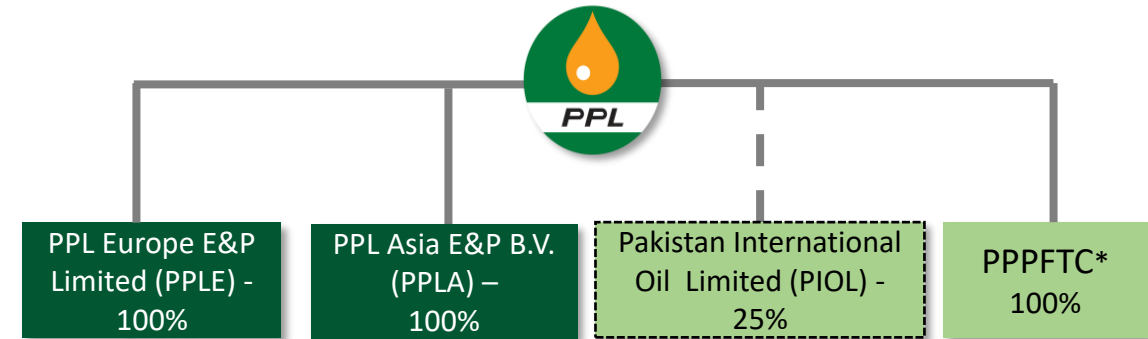 PPL
PPL Europe E&P
Limited (PPLE) -
100%
PPL Asia E&P B.V.
(PPLA) –
100%
Pakistan International
Oil Limited (PIOL) -
25%
PPPFTC*
100%